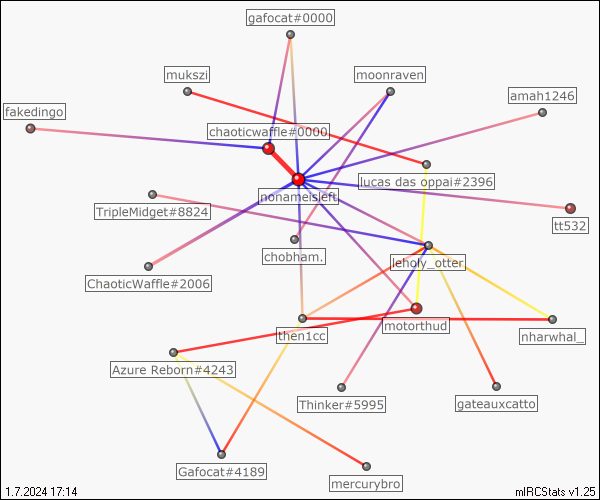 gafocat#0000
mukszi
moonraven
amah1246
fakedingo
chaoticwaffle#0000
lucas das oppai#2396
nonameisleft
TripleMidget#8824
tt532
chobham.
leholy_otter
ChaoticWaffle#2006
motorthud
then1cc
nharwhal_
Azure Reborn#4243
Thinker#5995
gateauxcatto
Gafocat#4189
mercurybro
1.7.2024 17:14
mIRCStats v1.25